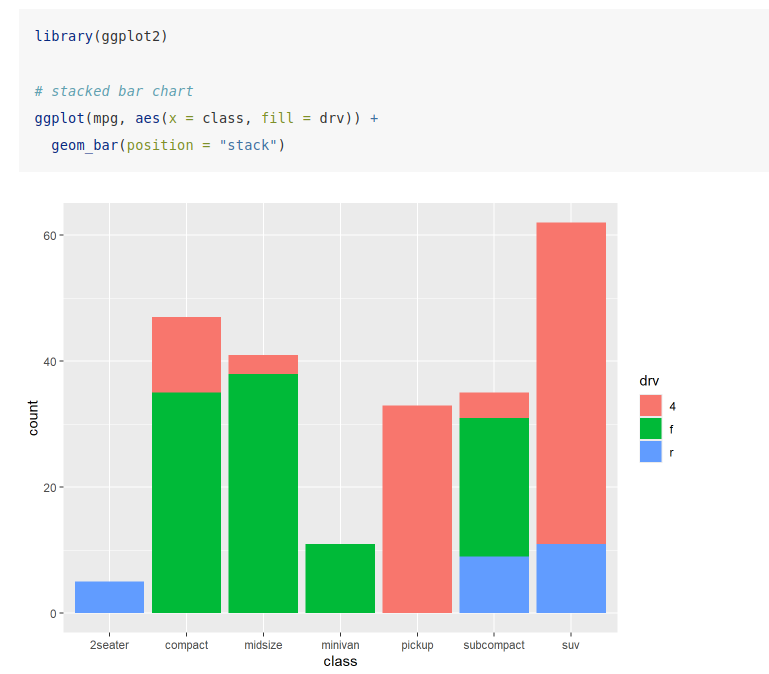 library(ggplot2)
# stacked bar chart
ggplot(mpg, aes(x = class, fill = drv)) +
  geom_bar(position = "stack")
60
40
20
0
count
2seater compact midsize minivan pickup subcompact suv
class
drv
4
f
r